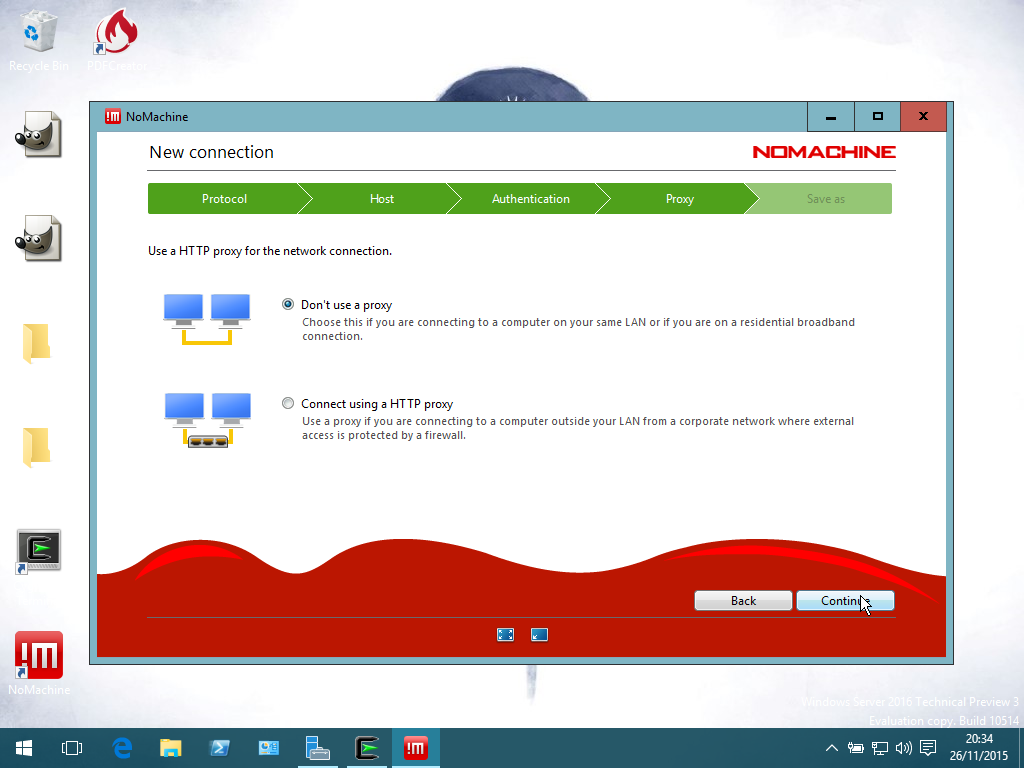 Recycle Bin
PDFCreator
NoMachine
New connection
NOMACHINE
Protocol
Host
Authentication
Proxy
Save as
Use a HTTP proxy for the network connection.
Don't use a proxy
Choose this if you are connecting to a computer on your same LAN or if you are on a residential broadband
connection.
Connect using a HTTP proxy
Use a proxy if you are connecting to a computer outside your LAN from a corporate network where external
access is protected by a firewall.
Back
Continue
!M
NoMachine
Windows Server 2016 Technical Preview 3
Evaluation copy. Build 10514
20:34
26/11/2015